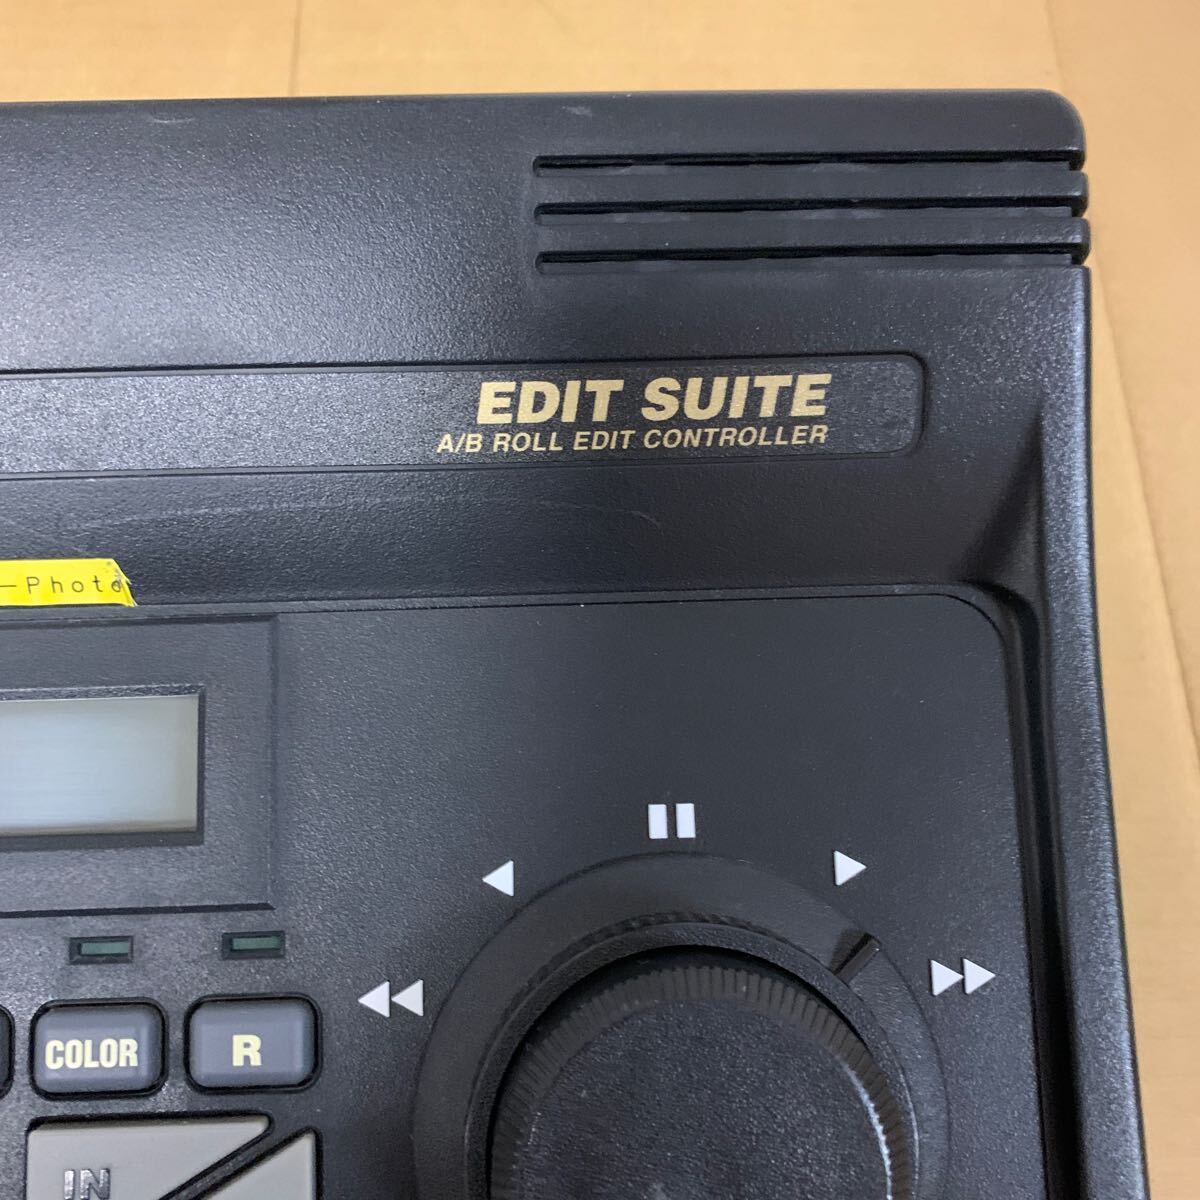 EDIT SUITE
A/B ROLL EDIT CONTROLLER
—Photo
COLOR
R
IN